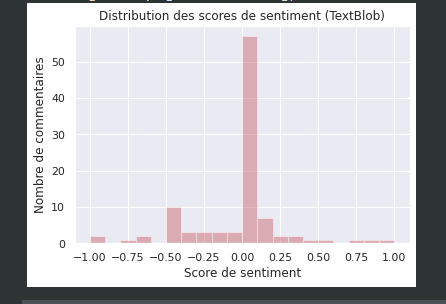 Distribution des scores de sentiment (TextBlob)
Nombre de commentaires
50
40
30
20
10
0
−1.00 −0.75 −0.50 −0.25 0.00 0.25 0.50 0.75 1.00
Score de sentiment